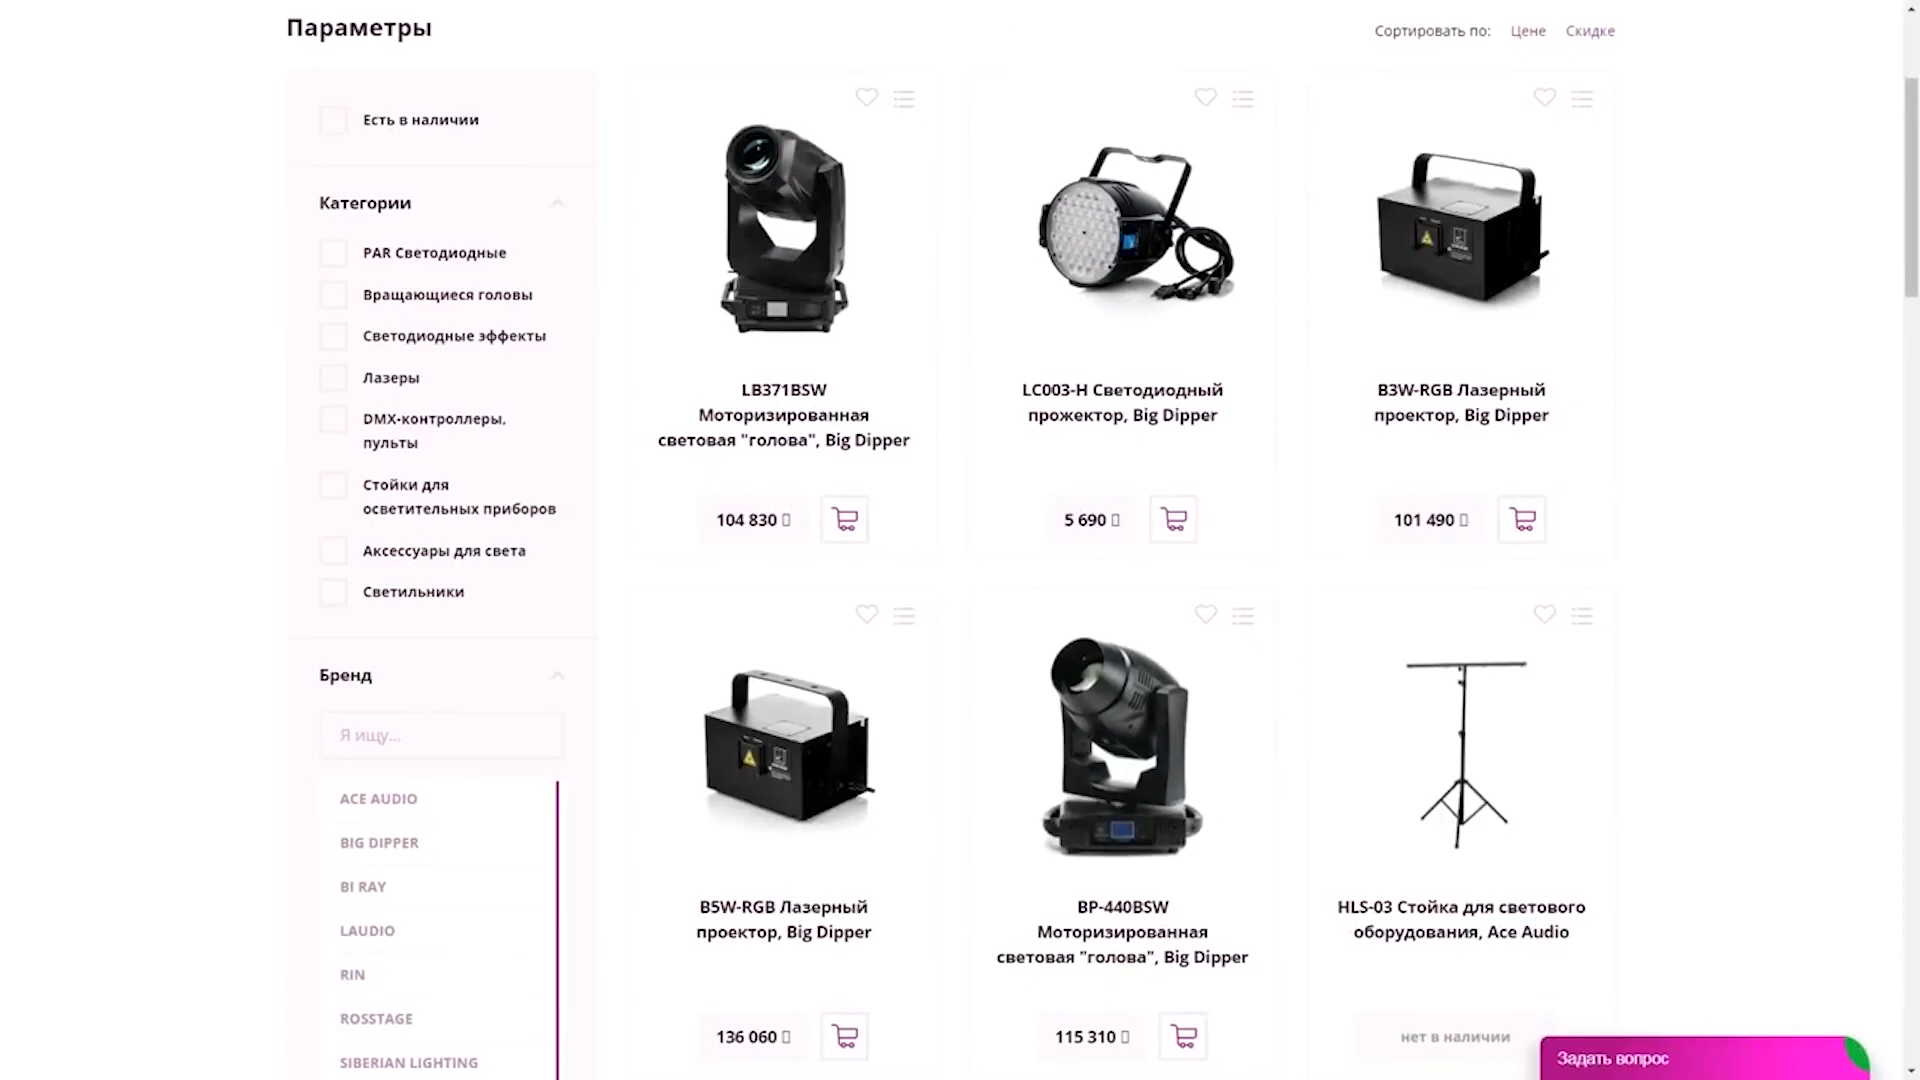 Параметры
Сортировать по: Цене Скидке
Есть в наличии
Категории
PAR Светодиодные
Вращающиеся головы
Светодиодные эффекты
Лазеры
DMX-контроллеры,
пульты
Стойки для
осветительных приборов
Аксессуары для света
Светильники
Бренд
Я ищу...
ACE AUDIO
BIG DIPPER
BI RAY
LAUDIO
RIN
ROSSTAGE
SIBERIAN LIGHTING
LB371BSW
Моторизированная
световая "голова", Big Dipper
104 830
LC003-H Светодиодный
прожектор, Big Dipper
5 690
B3W-RGB Лазерный
проектор, Big Dipper
101 490
B5W-RGB Лазерный
проектор, Big Dipper
136 060
BP-440BSW
Моторизированная
световая "голова", Big Dipper
115 310
HLS-03 Стойка для светового
оборудования, Ace Audio
нет в наличии
Задать вопрос